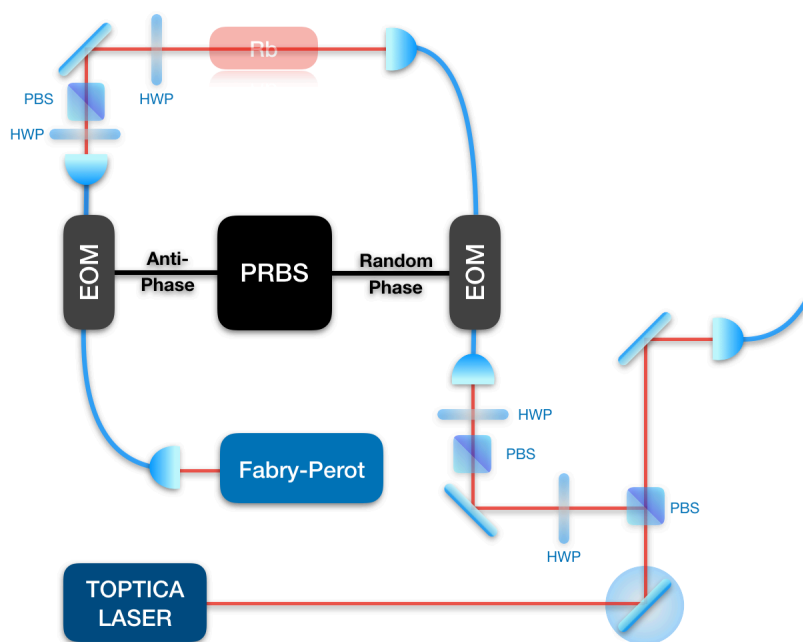 Rb
PBS
HWP
HWP
EOM
Anti-
Phase
PRBS
Random
Phase
EOM
HWP
PBS
Fabry-Perot
HWP
PBS
TOPTICA
LASER